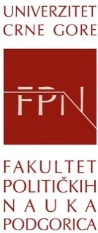 UNIVERZITET
CRNE GORE
FPN
FAKULTET
POLITIČKIH
NAUKA
PODGORICA